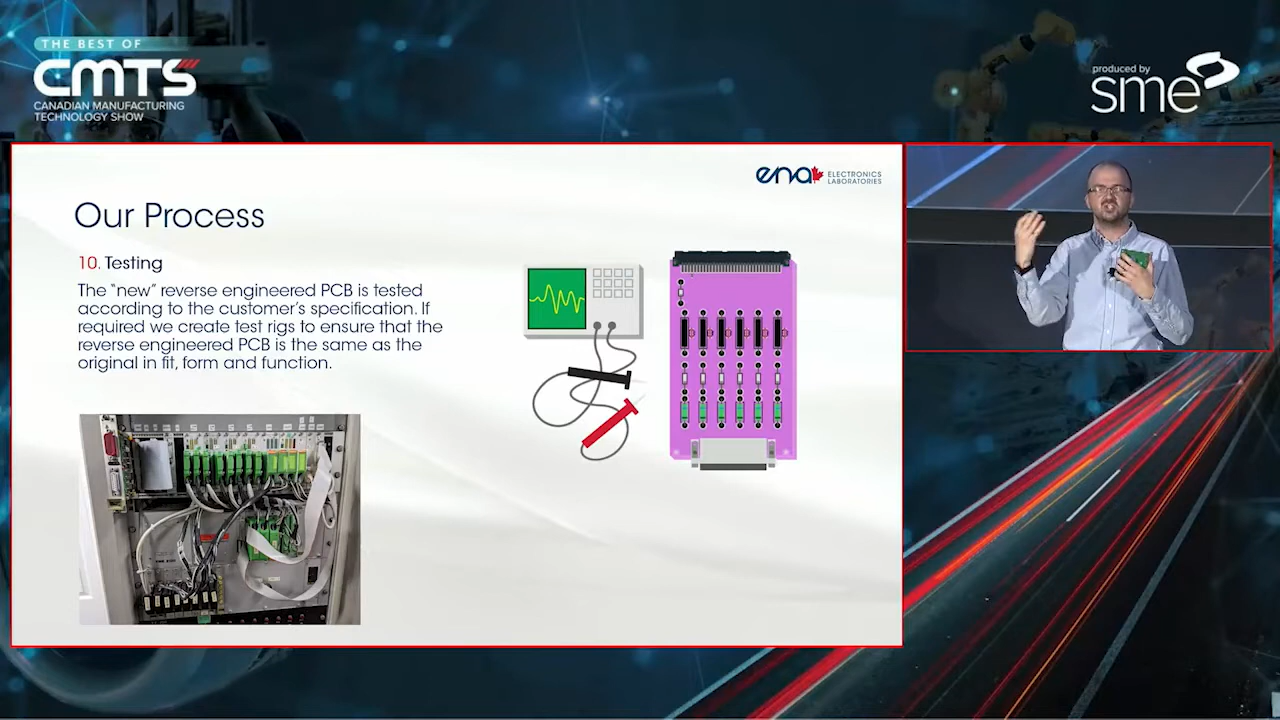 THE BEST OF
CMTS
CANADIAN MANUFACTURING
TECHNOLOGY SHOW
produced by
sme
ena ELECTRONICS
LABORATORIES
Our Process
10. Testing
The “new” reverse engineered PCB is tested
according to the customer’s specification. If
required we create test rigs to ensure that the
reverse engineered PCB is the same as the
original in fit, form and function.